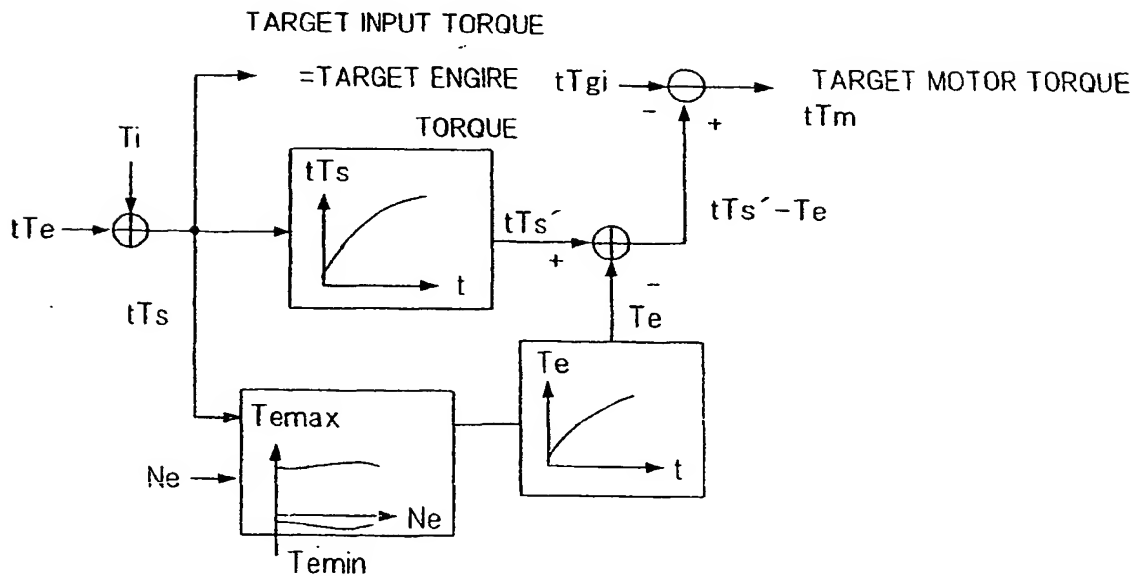 TARGET INPUT TORQUE
=TARGET ENGIRE
TORQUE
tTgi
TARGET MOTOR TORQUE
tTm
-
+
Ti
tTe
tTs
tTs
t
tTs´
+
tTs´-Te
-
Te
Te
t
Temax
Ne
Ne
Temin